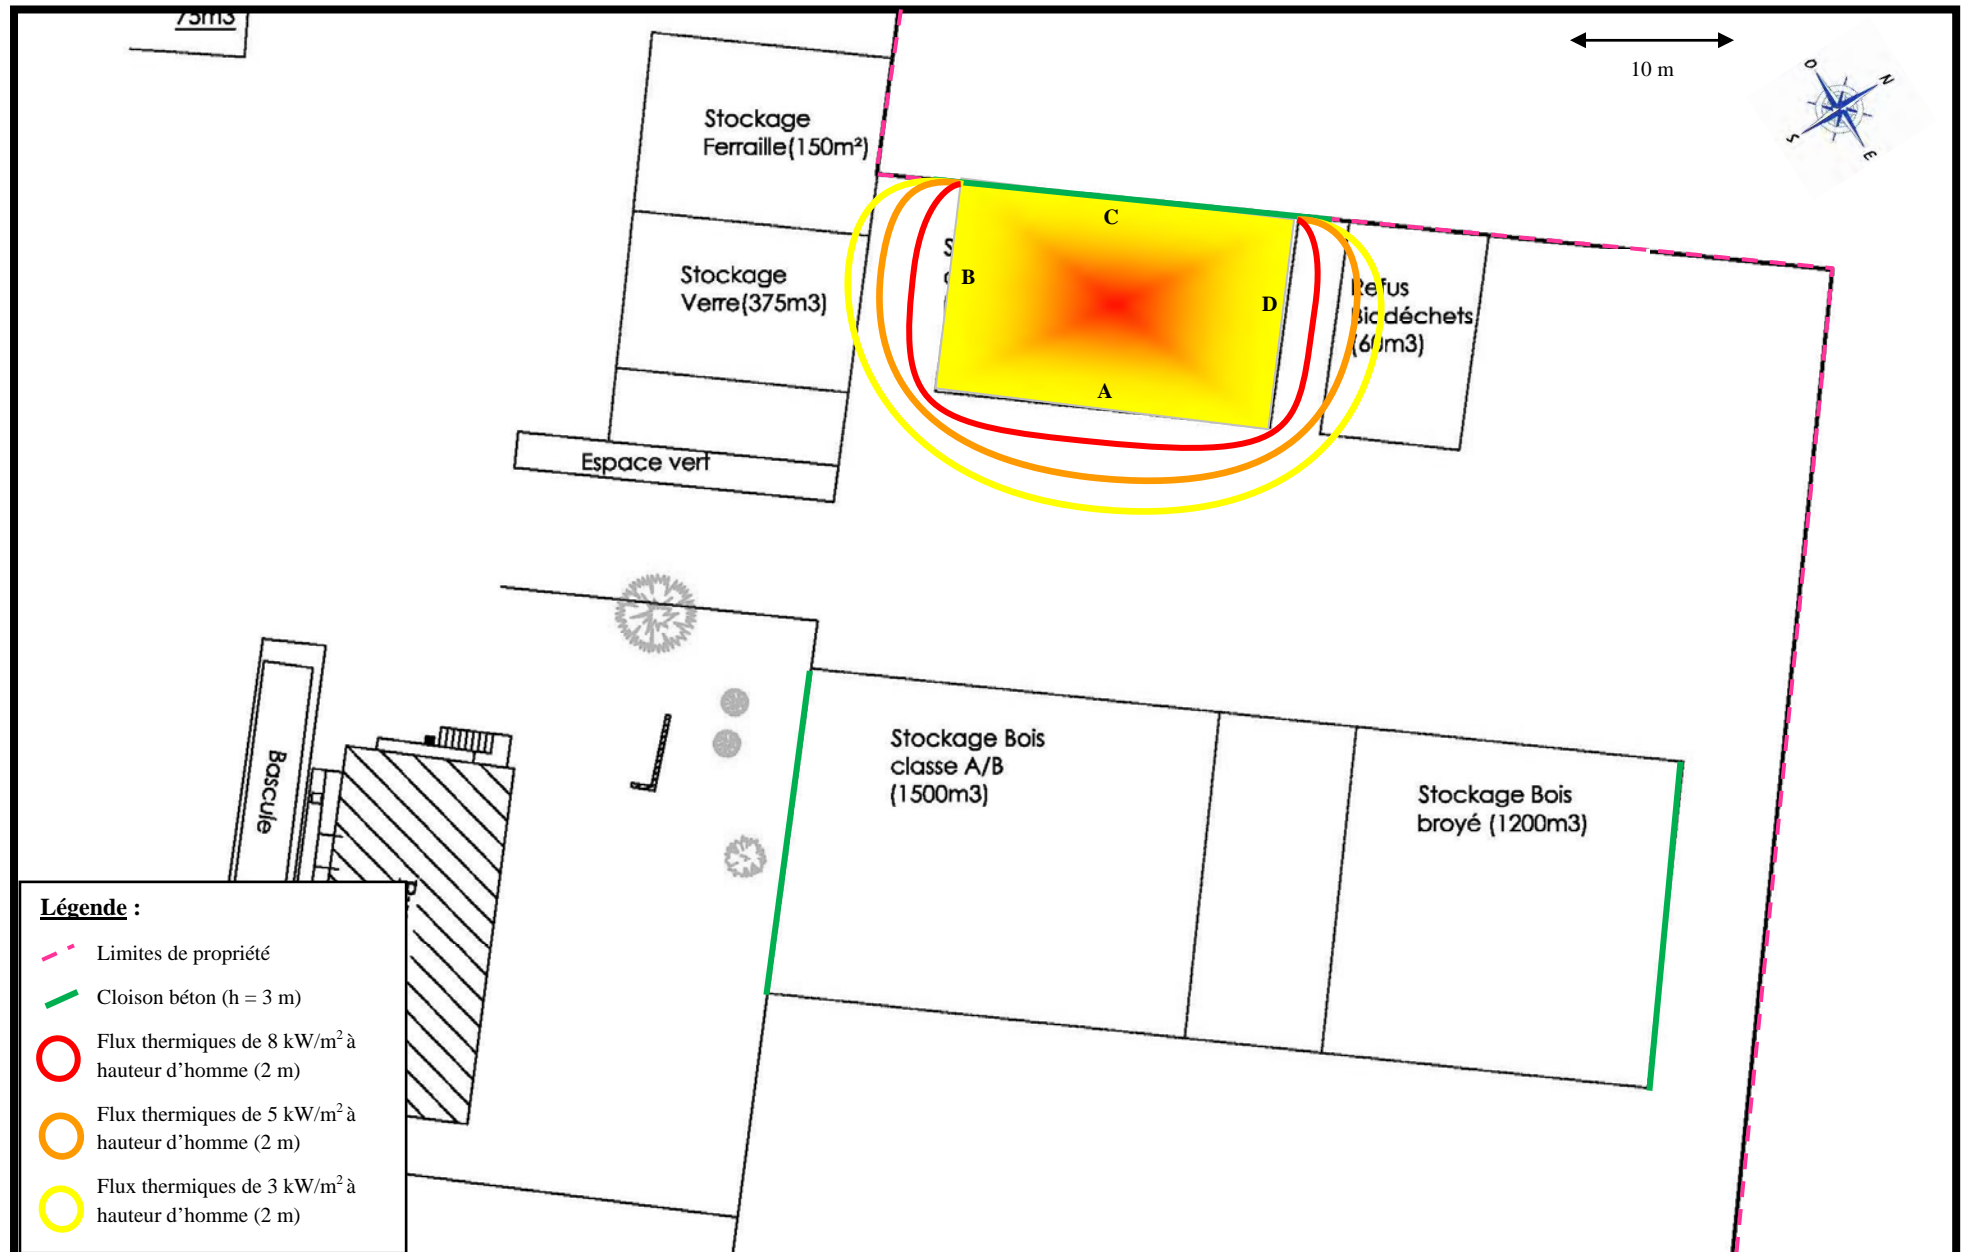 75m3
10 m
O
N
S
E
Stockage
Ferraille(150m²)
C
Stockage
Verre(375m3)
B
D
Refus
Biodéchets
(60m3)
A
Espace vert
Stockage Bois
classe A/B
(1500m3)
Stockage Bois
broyé (1200m3)
Bascule
Légende :
Limites de propriété
Cloison béton (h = 3 m)
Flux thermiques de 8 kW/m² à
hauteur d'homme (2 m)
Flux thermiques de 5 kW/m² à
hauteur d'homme (2 m)
Flux thermiques de 3 kW/m² à
hauteur d'homme (2 m)